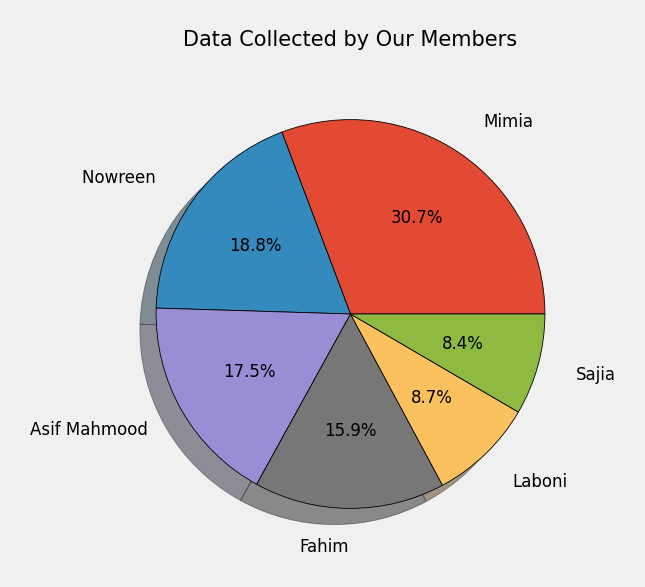 Data Collected by Our Members
Mimia
30.7%
Nowreen
18.8%
Asif Mahmood
17.5%
Fahim
15.9%
Laboni
8.7%
Sajia
8.4%